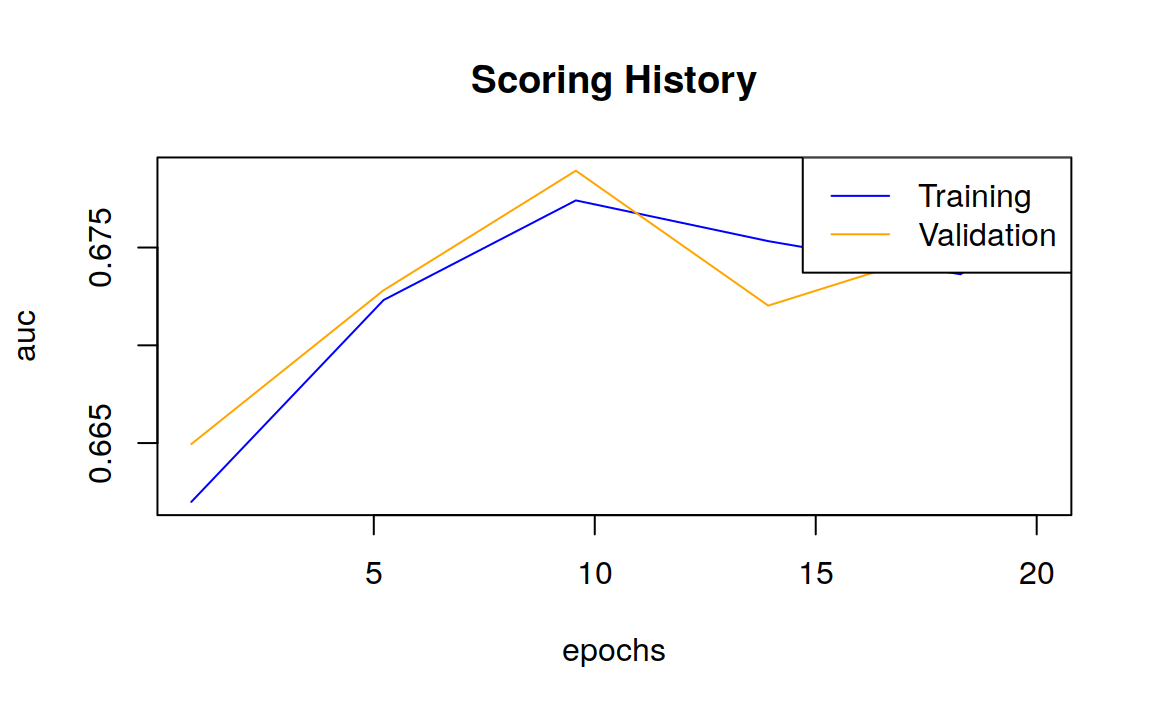 Scoring History
Training
Validation
auc
0.675
0.665
5 10 15 20
epochs